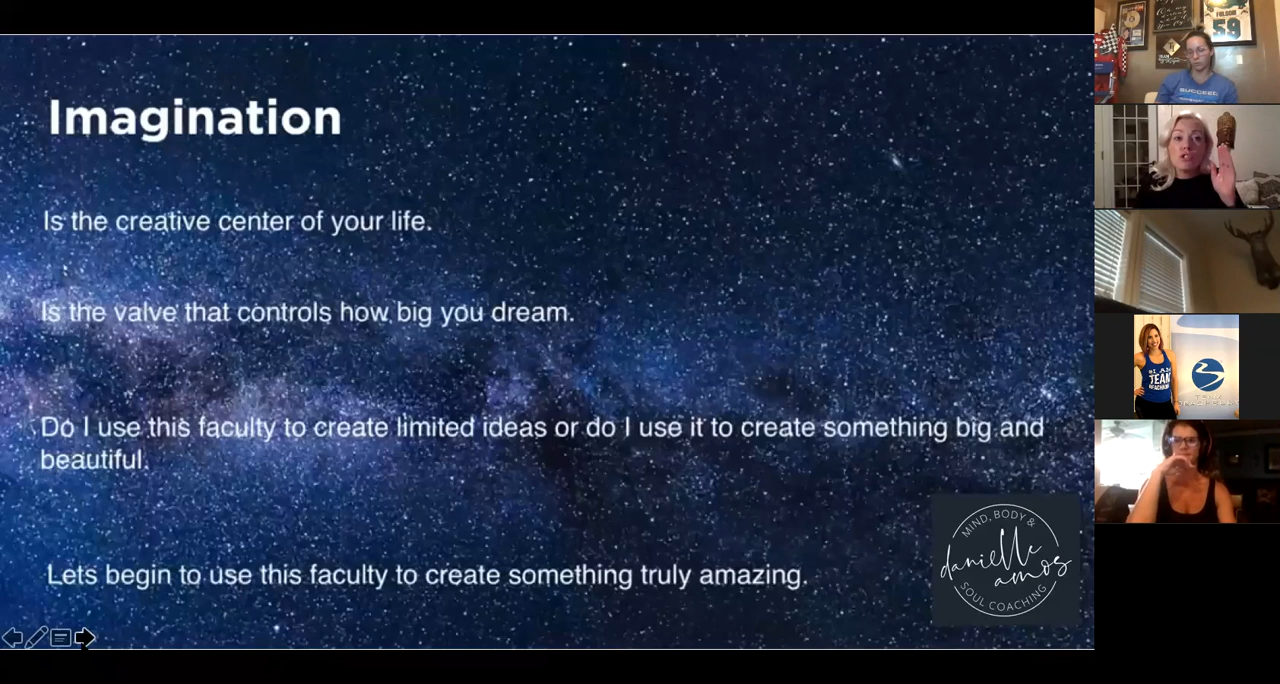 Imagination
Is the creative center of your life.
Is the valve that controls how big you dream.
Do I use this faculty to create limited ideas or do I use it to create something big and
beautiful.
Lets begin to use this faculty to create something truly amazing.
MIND, BODY &
danielle
amos
SOUL COACHING
59
SUCCESS
TEAM